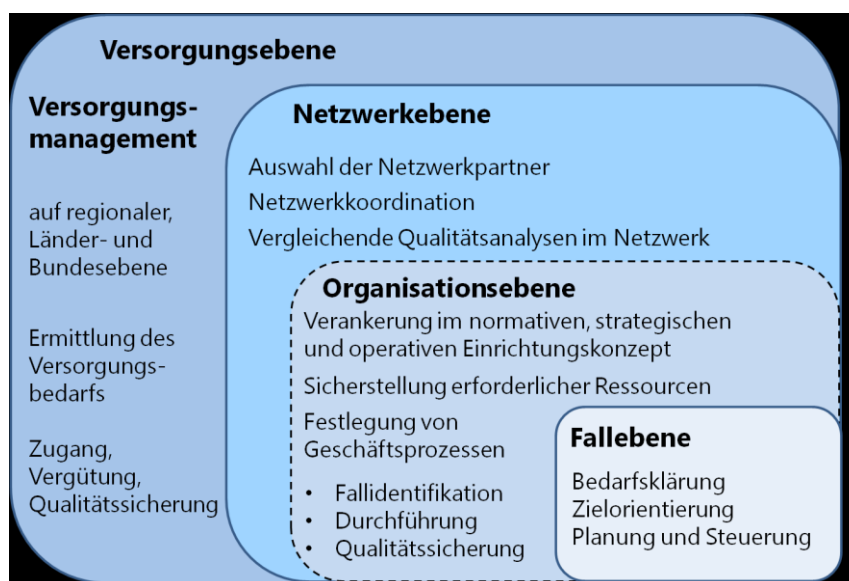 Versorgungsebene
Versorgungs-
management
auf regionaler,
Länder- und
Bundesebene
Ermittlung des
Versorgungs-
bedarfs
Zugang,
Vergütung,
Qualitätssicherung
Netzwerkebene
Auswahl der Netzwerkpartner
Netzwerkkoordination
Vergleichende Qualitätsanalysen im Netzwerk
Organisationsebene
Verankerung im normativen, strategischen
und operativen Einrichtungskonzept
Sicherstellung erforderlicher Ressourcen
Festlegung von
Geschäftsprozessen
• Fallidentifikation
• Durchführung
• Qualitätssicherung
Fallebene
Bedarfsklärung
Zielorientierung
Planung und Steuerung